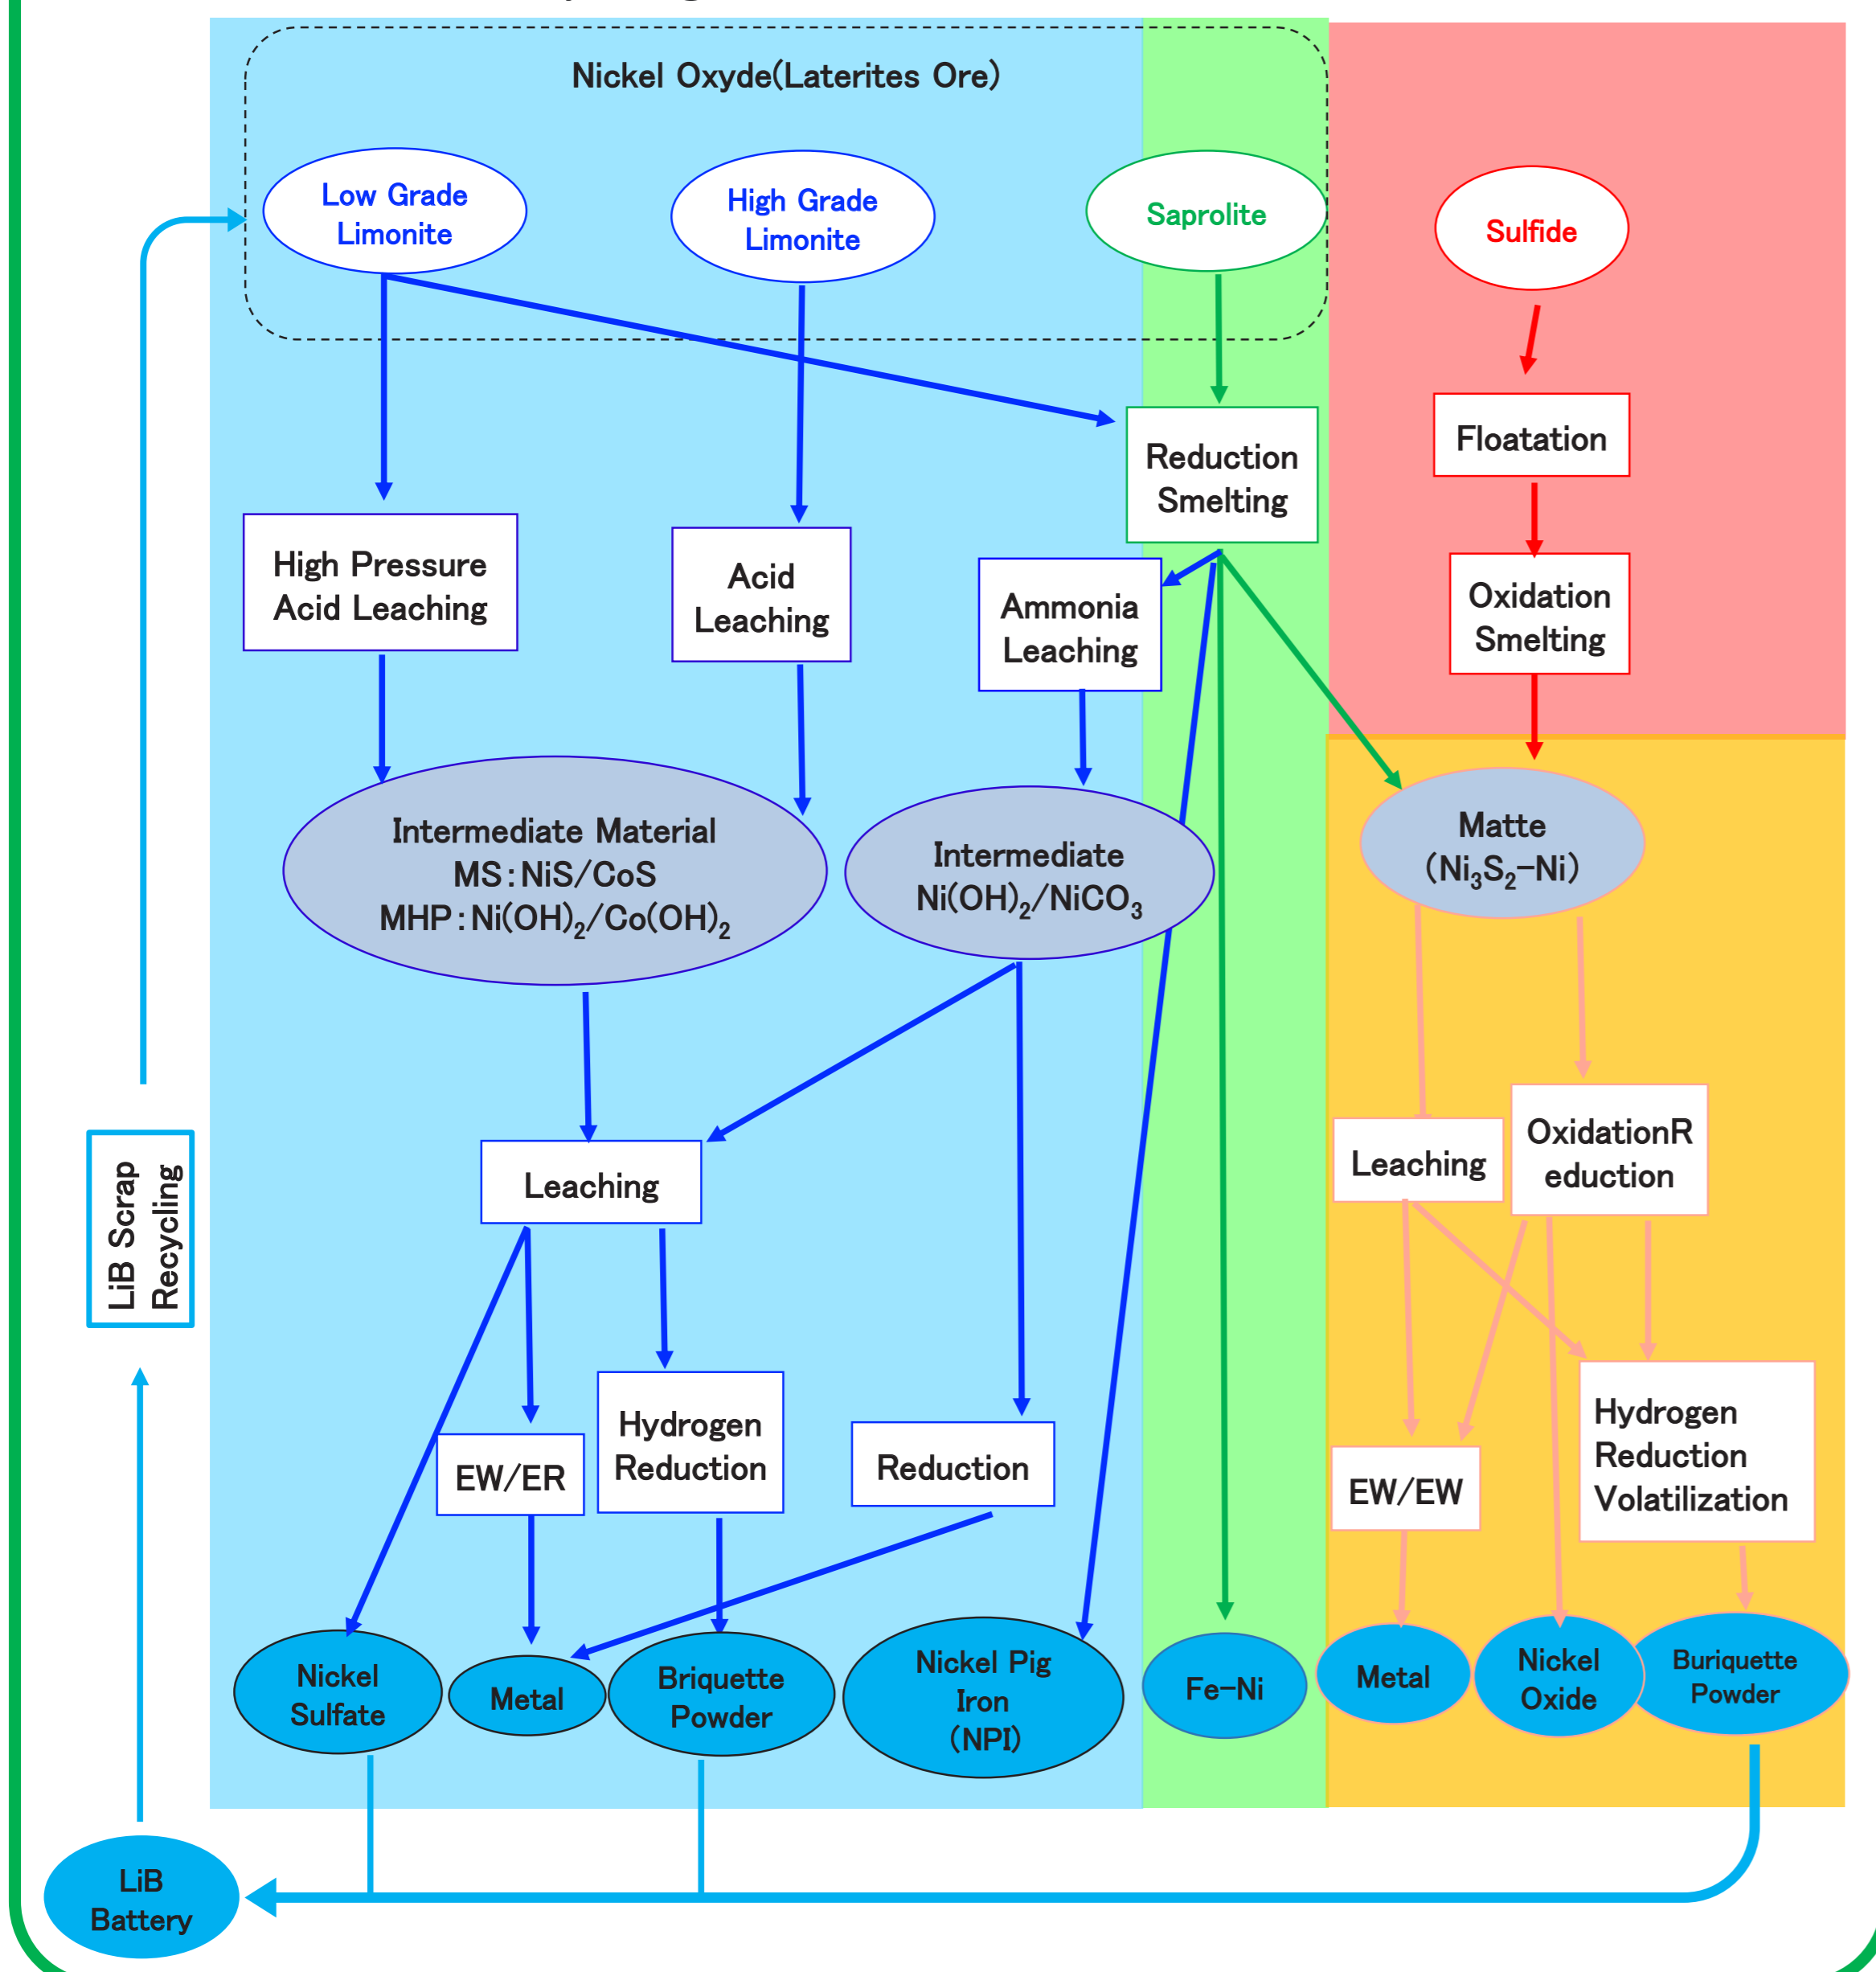 Nickel Oxyde(Laterites Ore)
Low Grade
Limonite
High Grade
Limonite
Saprolite
Sulfide
Reduction
Smelting
Floatation
High Pressure
Acid Leaching
Acid
Leaching
Ammonia
Leaching
Oxidation
Smelting
Intermediate Material
MS：NiS/CoS
MHP：Ni(OH)₂/Co(OH)₂
Intermediate
Ni(OH)₂/NiCO₃
Matte
(Ni₃S₂-Ni)
LiB Scrap
Recycling
Leaching
Leaching
OxidationR
eduction
EW/ER
Hydrogen
Reduction
Reduction
EW/EW
Hydrogen
Reduction
Volatilization
Nickel
Sulfate
Metal
Briquette
Powder
Nickel Pig
Iron
(NPI)
Fe-Ni
Metal
Nickel
Oxide
Buriquette
Powder
LiB
Battery